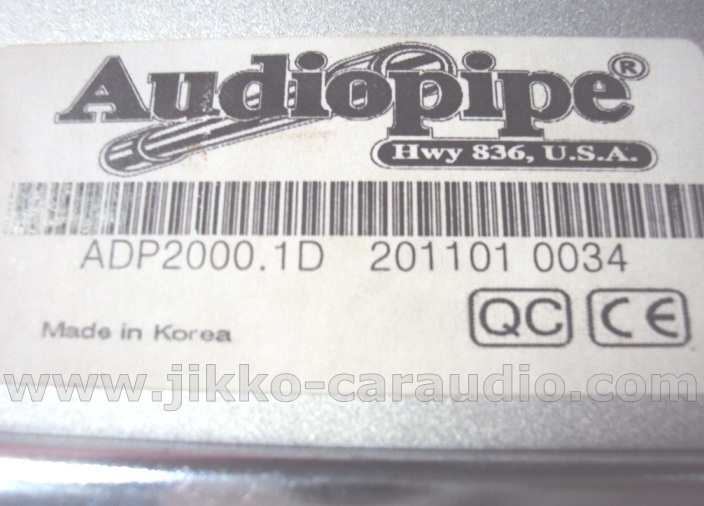 Audiopipe®
Hwy 836, U.S.A.
ADP2000.1D 201101 0034
QC CE
Made in Korea
www.jikko-caraudio.com